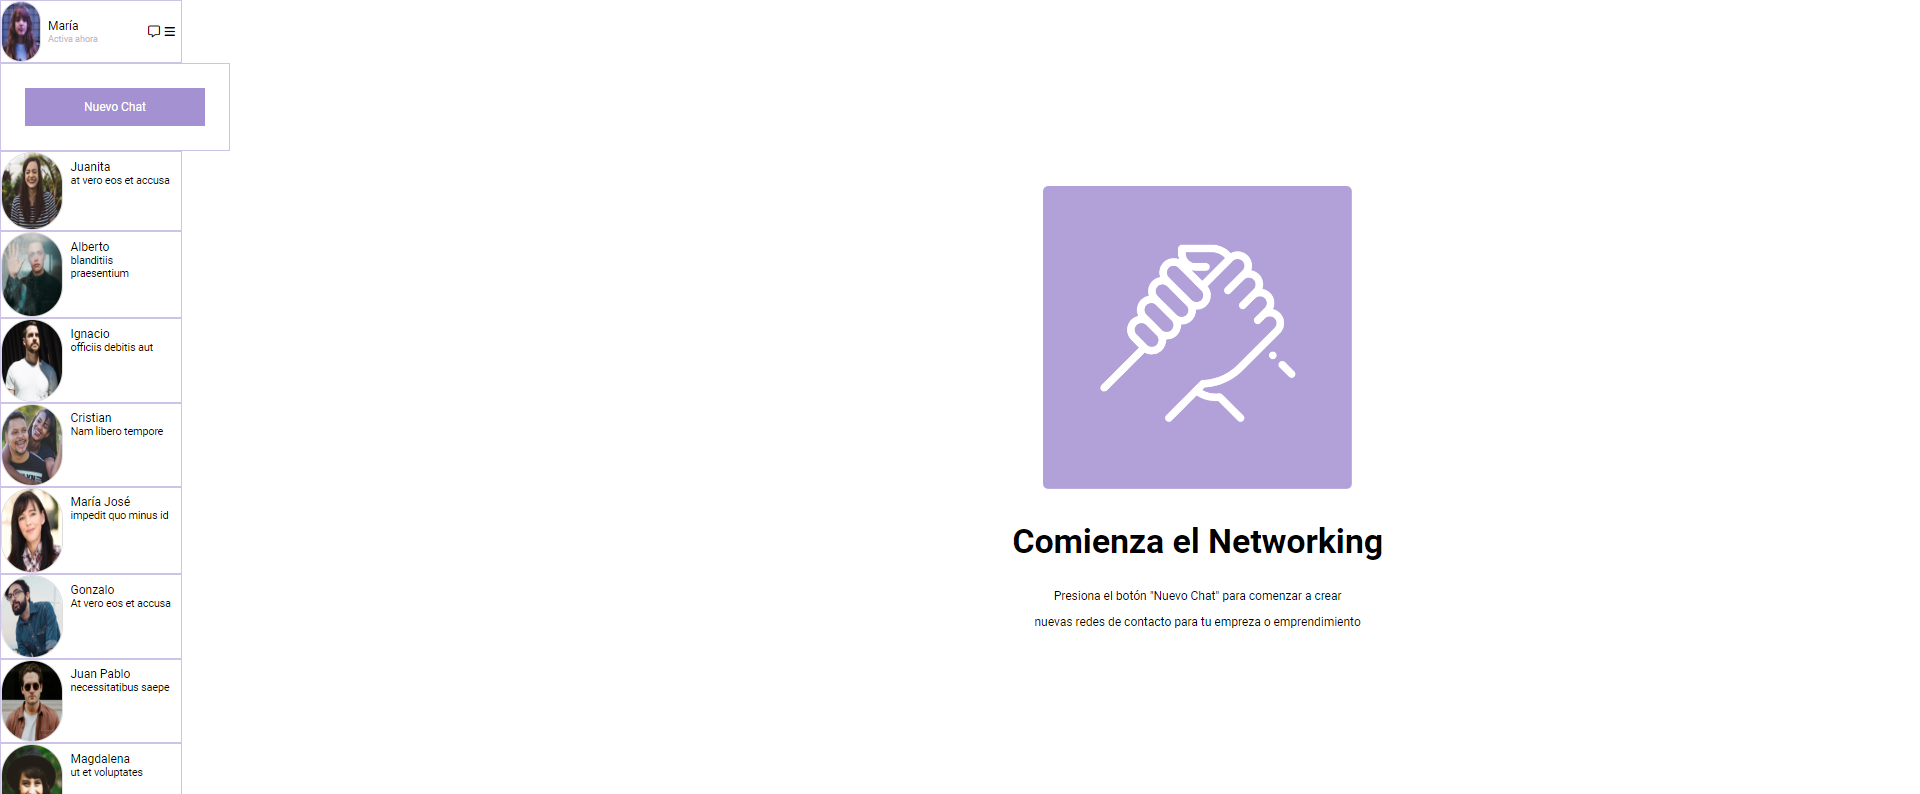 María
Activa ahora
Nuevo Chat
Juanita
at vero eos et accusa
Alberto
blanditiis
praesentium
Ignacio
officiis debitis aut
Cristian
Nam libero tempore
María José
impedit quo minus id
Gonzalo
At vero eos et accusa
Juan Pablo
necessitatibus saepe
Magdalena
ut et voluptates
Comienza el Networking
Presiona el botón "Nuevo Chat" para comenzar a crear
nuevas redes de contacto para tu empreza o emprendimiento